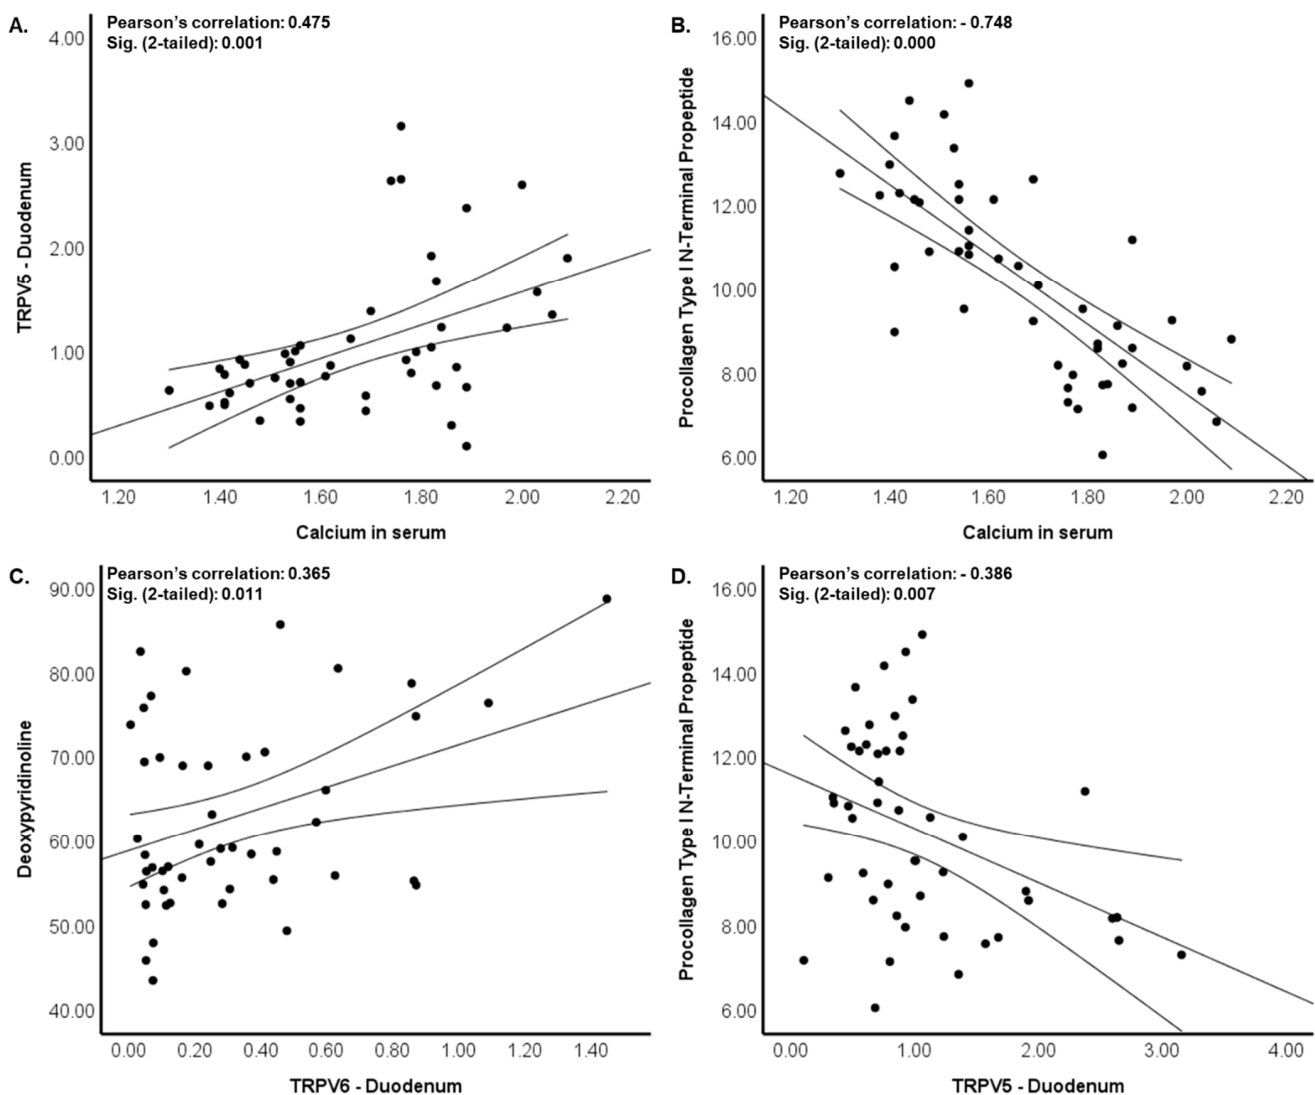 A.
Pearson's correlation: 0.475
Sig. (2-tailed): 0.001
4.00
3.00
2.00
1.00
0.00
TRPV5 - Duodenum
1.20 1.40 1.60 1.80 2.00 2.20
Calcium in serum
B.
Pearson's correlation: - 0.748
Sig. (2-tailed): 0.000
16.00
14.00
12.00
10.00
8.00
6.00
Procollagen Type I N-Terminal Propeptide
1.20 1.40 1.60 1.80 2.00 2.20
Calcium in serum
C.
Pearson's correlation: 0.365
Sig. (2-tailed): 0.011
90.00
80.00
70.00
60.00
50.00
40.00
Deoxypyridinoline
0.00 0.20 0.40 0.60 0.80 1.00 1.20 1.40
TRPV6 - Duodenum
D.
Pearson's correlation: - 0.386
Sig. (2-tailed): 0.007
16.00
14.00
12.00
10.00
8.00
6.00
Procollagen Type I N-Terminal Propeptide
0.00 1.00 2.00 3.00 4.00
TRPV5 - Duodenum